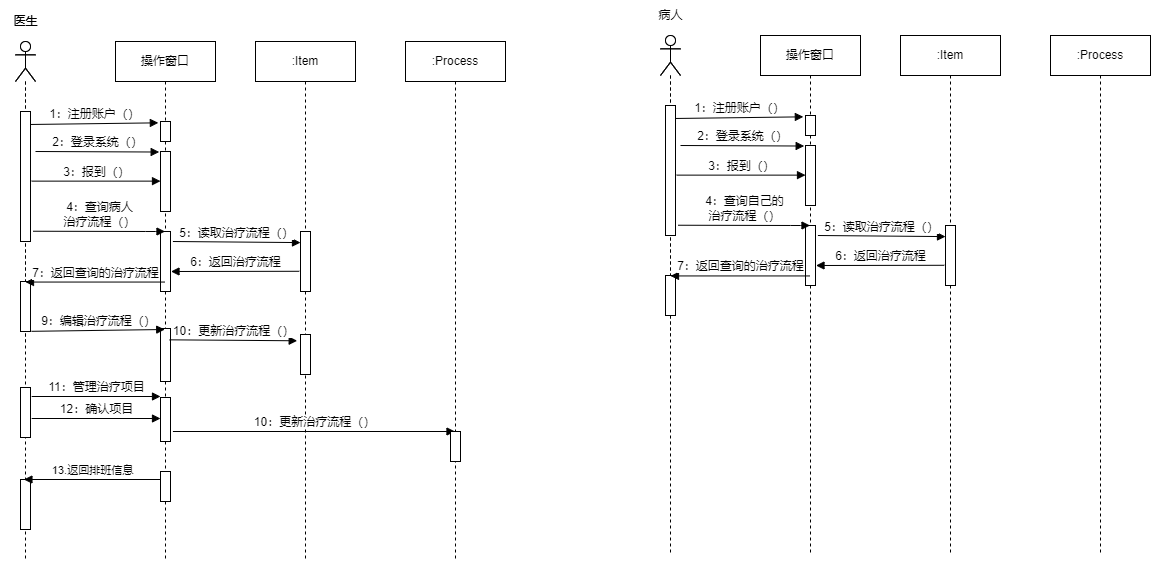 医生
操作窗口
:Item
:Process
1：注册账户（）
2：登录系统（）
3：报到（）
4：查询病人
治疗流程（）
5：读取治疗流程（）
6：返回治疗流程
7：返回查询的治疗流程
9：编辑治疗流程（）
10：更新治疗流程（）
11：管理治疗项目
12：确认项目
10：更新治疗流程（）
13.返回排班信息
病人
操作窗口
:Item
:Process
1：注册账户（）
2：登录系统（）
3：报到（）
4：查询自己的
治疗流程（）
5：读取治疗流程（）
6：返回治疗流程
7：返回查询的治疗流程